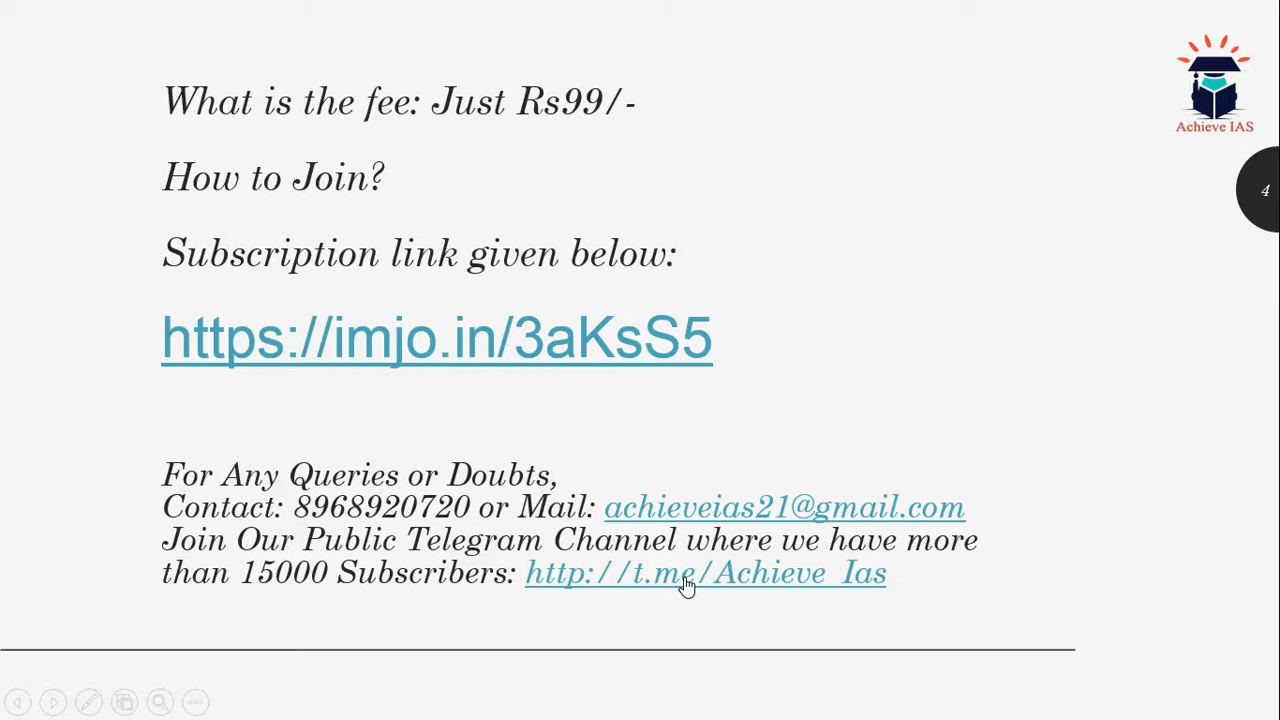 What is the fee: Just Rs99/-
Achieve IAS
4
How to Join?
Subscription link given below:
https://imjo.in/3aKsS5
For Any Queries or Doubts,
Contact: 8968920720 or Mail: achieveias21@gmail.com
Join Our Public Telegram Channel where we have more
than 15000 Subscribers: http://t.me/Achieve_Ias